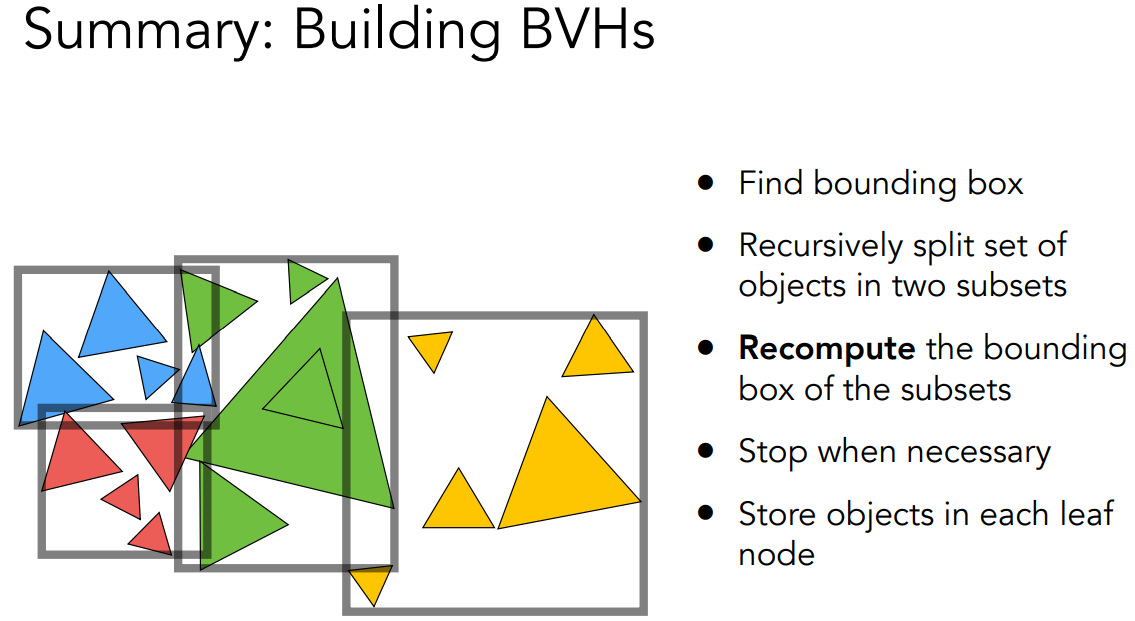 Summary: Building BVHs
● Find bounding box
● Recursively split set of
objects in two subsets
● Recompute the bounding
box of the subsets
● Stop when necessary
● Store objects in each leaf
node